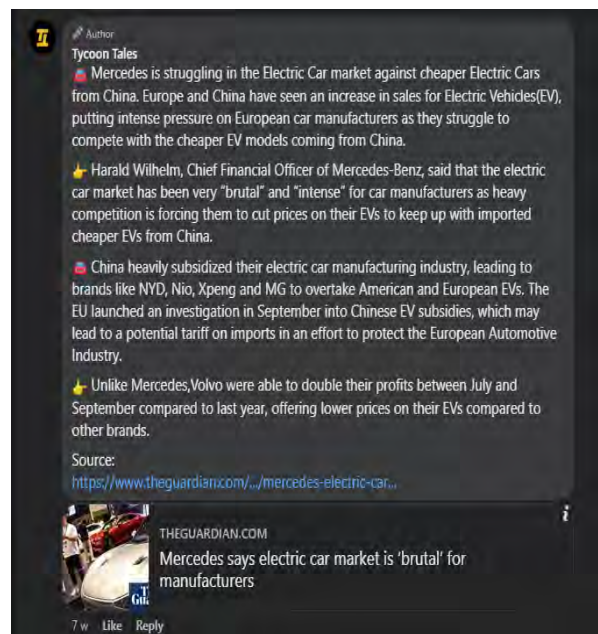 Author
Tycoon Tales
Mercedes is struggling in the Electric Car market against cheaper Electric Cars
from China. Europe and China have seen an increase in sales for Electric Vehicles(EV),
putting intense pressure on European car manufacturers as they struggle to
compete with the cheaper EV models coming from China.
Harald Wilhelm, Chief Financial Officer of Mercedes-Benz, said that the electric
car market has been very "brutal" and "intense" for car manufacturers as heavy
competition is forcing them to cut prices on their EVs to keep up with imported
cheaper EVs from China.
China heavily subsidized their electric car manufacturing industry, leading to
brands like NYD, Nio, Xpeng and MG to overtake American and European EVs. The
EU launched an investigation in September into Chinese EV subsidies, which may
lead to a potential tariff on imports in an effort to protect the European Automotive
Industry.
Unlike Mercedes,Volvo were able to double their profits between July and
September compared to last year, offering lower prices on their EVs compared to
other brands.
Source:
https://www.theguardian.com/.../mercedes-electric-car...
THEGUARDIAN.COM
Mercedes says electric car market is 'brutal' for
manufacturers
7 w Like Reply